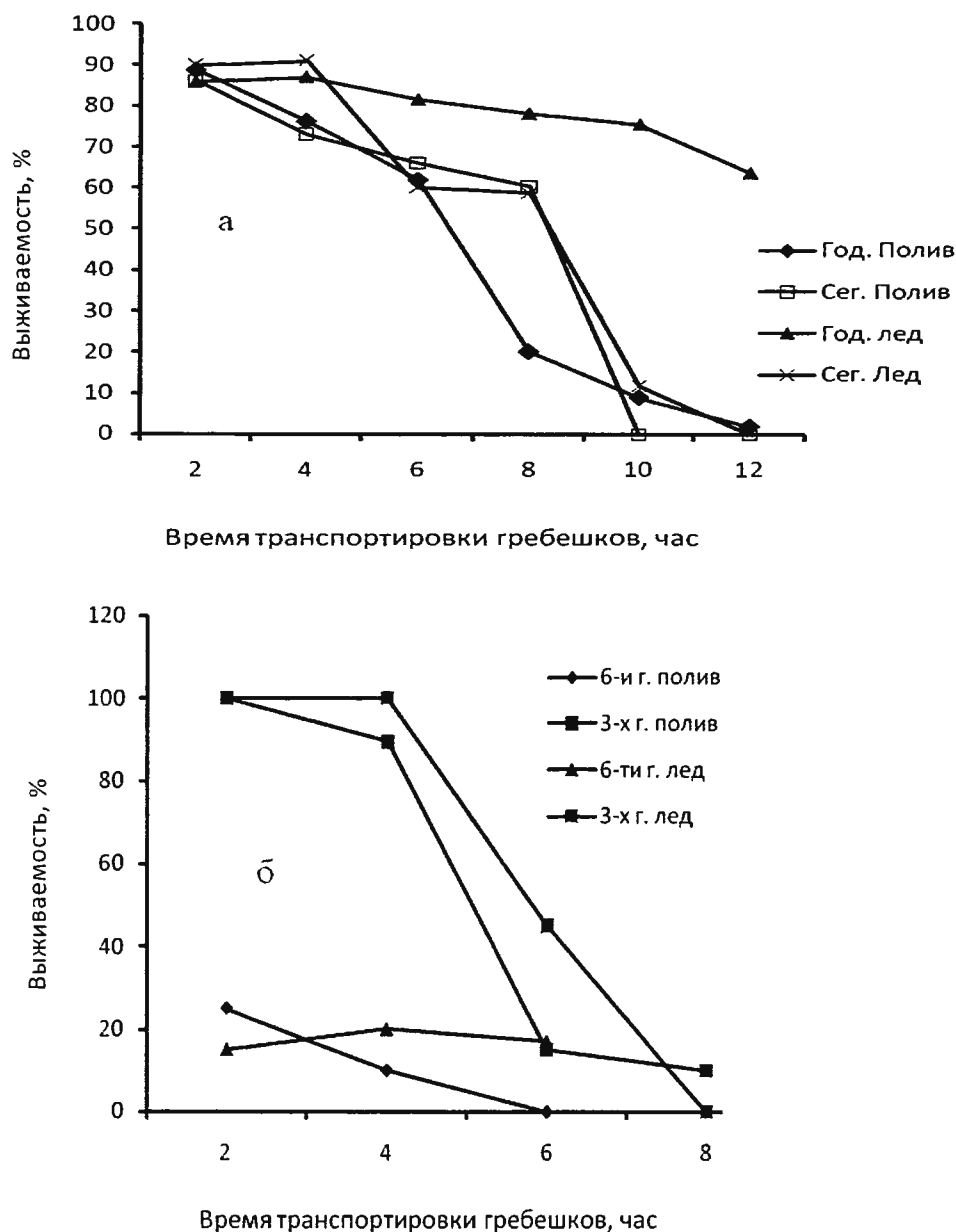 100
90
80
70
60
50
40
30
20
10
0
Выживаемость, %
а
Год. Полив
Сег. Полив
Год. лед
Сег. Лед
2 4 6 8 10 12
Время транспортировки гребешков, час
120
100
80
60
40
20
0
Выживаемость, %
б
6-и г. полив
3-х г. полив
6-ти г. лед
3-х г. лед
2 4 6 8
Время транспортировки гребешков, час